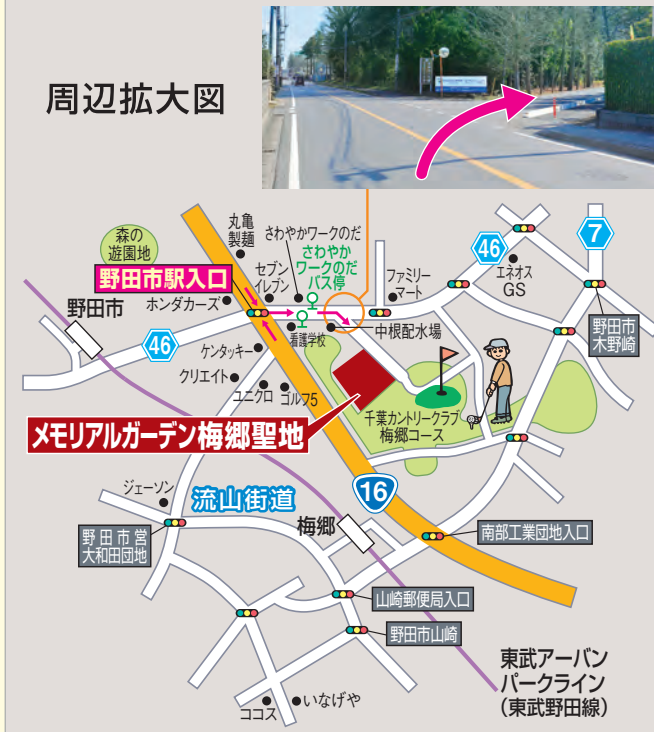 周辺拡大図
森の
遊園地
丸亀
製麺
さわやかワークのだ
さわやか
ワークのだ
バス停
セブン
イレブン
野田市駅入口
ホンダカーズ
野田市
46
ケンタッキー
クリエイト
ユニクロ
ゴルフ5
看護学校
中根配水場
ファミリー
マート
46
エネオス
GS
7
野田市
木野崎
千葉カントリークラブ
梅郷コース
メモリアルガーデン梅郷聖地
ジェーソン
流山街道
16
野田市営
大和田団地
梅郷
南部工業団地入口
山崎郵便局入口
野田市山崎
東武アーバン
パークライン
（東武野田線）
ココス
いなげや